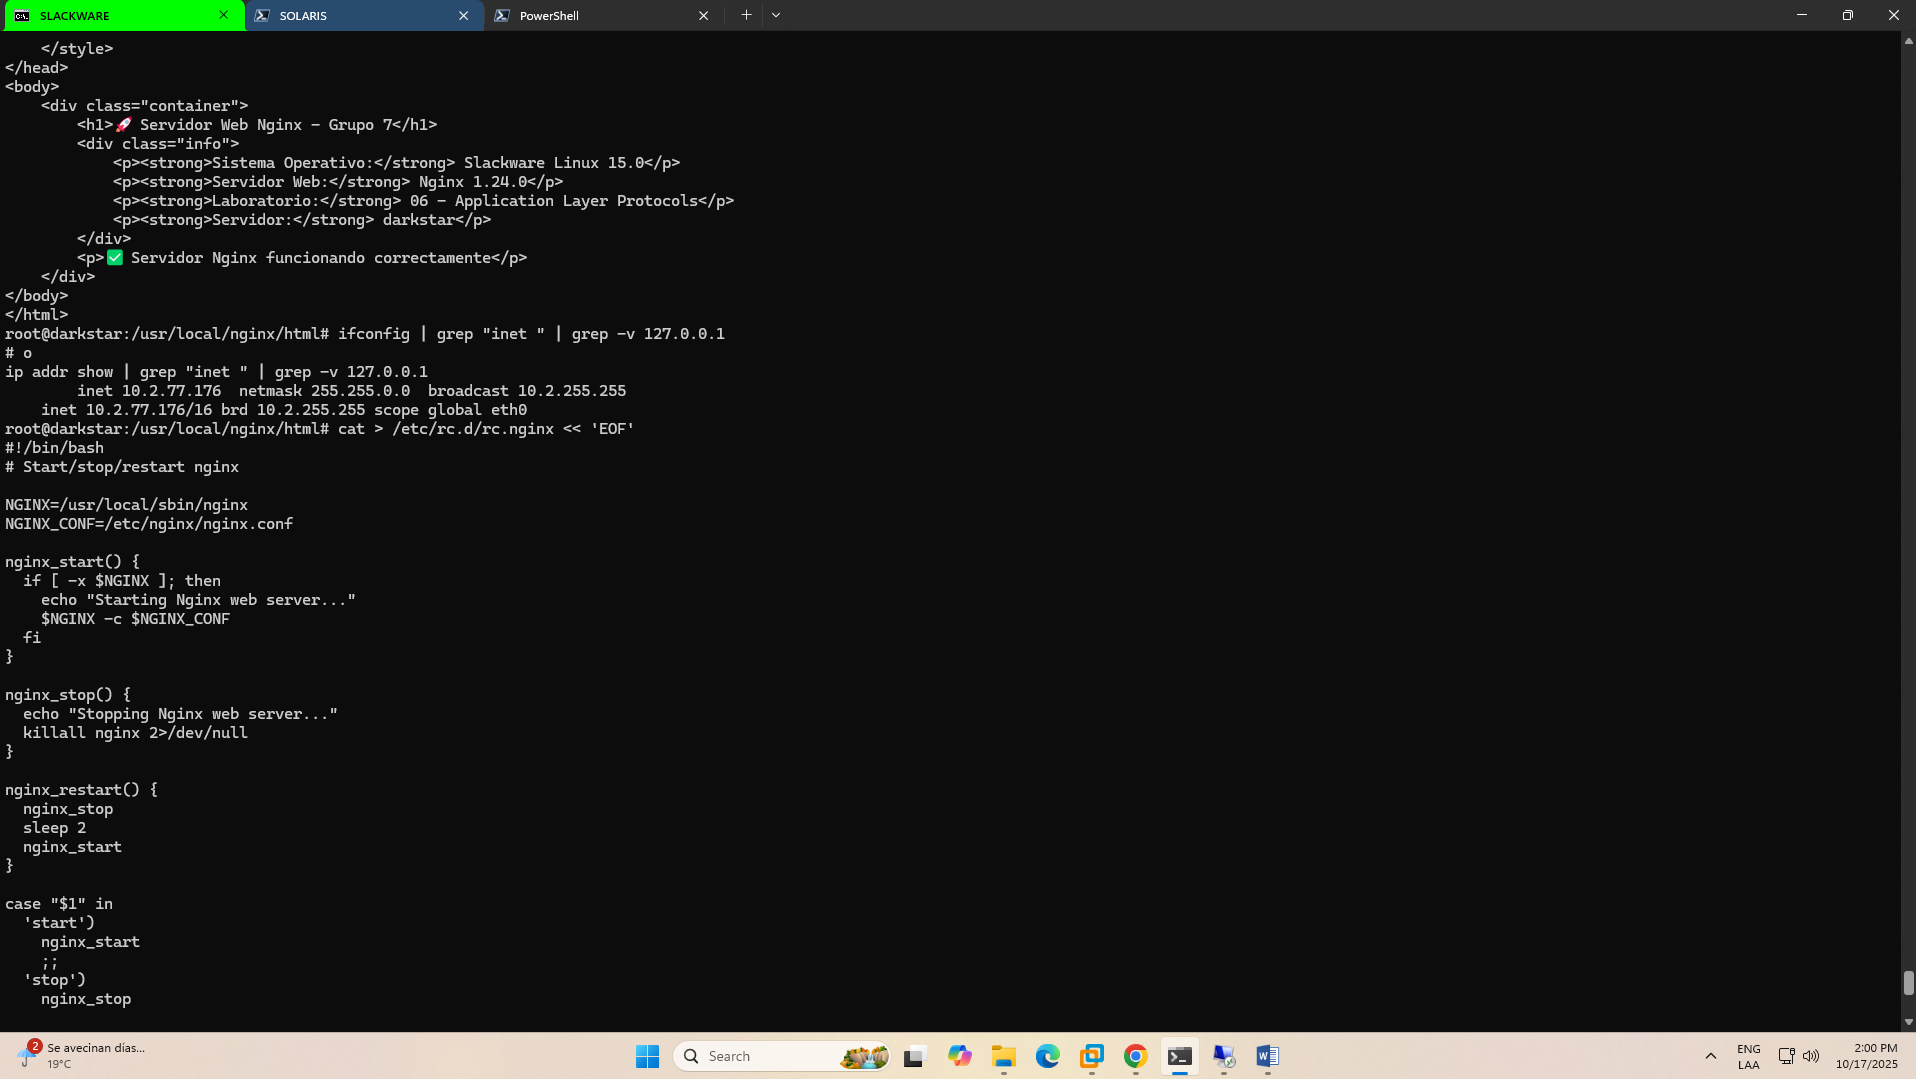 SLACKWARE
SOLARIS
PowerShell
    </style>
</head>
<body>
    <div class="container">
        <h1>🚀 Servidor Web Nginx - Grupo 7</h1>
        <div class="info">
            <p><strong>Sistema Operativo:</strong> Slackware Linux 15.0</p>
            <p><strong>Servidor Web:</strong> Nginx 1.24.0</p>
            <p><strong>Laboratorio:</strong> 06 - Application Layer Protocols</p>
            <p><strong>Servidor:</strong> darkstar</p>
        </div>
        <p>✅ Servidor Nginx funcionando correctamente</p>
    </div>
</body>
</html>
root@darkstar:/usr/local/nginx/html# ifconfig | grep "inet " | grep -v 127.0.0.1
# o
ip addr show | grep "inet " | grep -v 127.0.0.1
        inet 10.2.77.176  netmask 255.255.0.0  broadcast 10.2.255.255
    inet 10.2.77.176/16 brd 10.2.255.255 scope global eth0
root@darkstar:/usr/local/nginx/html# cat > /etc/rc.d/rc.nginx << 'EOF'
#!/bin/bash
# Start/stop/restart nginx

NGINX=/usr/local/sbin/nginx
NGINX_CONF=/etc/nginx/nginx.conf

nginx_start() {
  if [ -x $NGINX ]; then
    echo "Starting Nginx web server..."
    $NGINX -c $NGINX_CONF
  fi
}

nginx_stop() {
  echo "Stopping Nginx web server..."
  killall nginx 2>/dev/null
}

nginx_restart() {
  nginx_stop
  sleep 2
  nginx_start
}

case "$1" in
  'start')
    nginx_start
    ;;
  'stop')
    nginx_stop
2
Se avecinan días...
19°C
Search
ENG
LAA
2:00 PM
10/17/2025